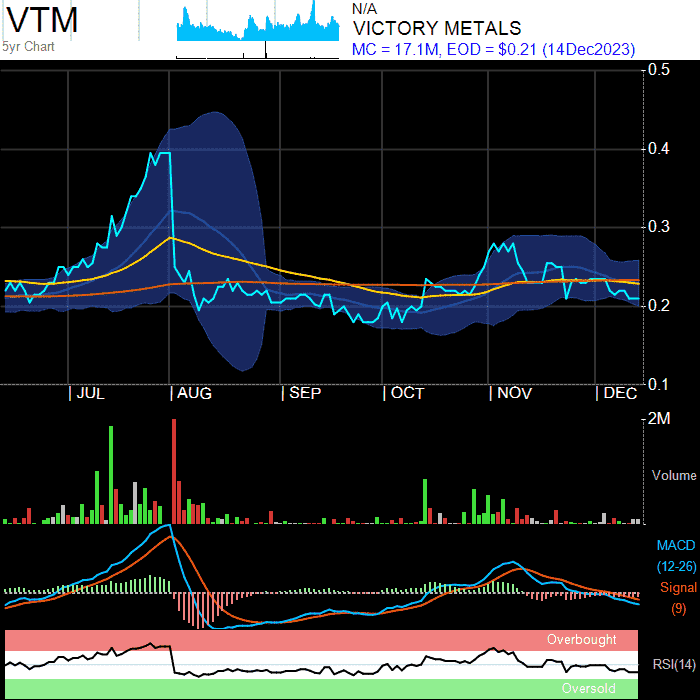 VTM
5yr Chart
N/A
VICTORY METALS
MC = 17.1M, EOD = $0.21 (14Dec2023)
0.5
0.4
0.3
0.2
0.1
JUL AUG SEP OCT NOV DEC
2M
Volume
MACD
(12-26)
Signal
(9)
Overbought
RSI(14)
Oversold